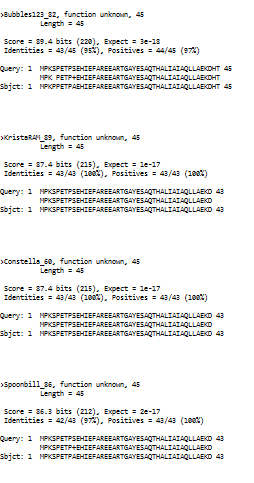 >Bubbles123_82, function unknown, 45
Length = 45
Score = 89.4 bits (220), Expect = 3e-18
Identities = 43/45 (95%), Positives = 44/45 (97%)
Query: 1 MPKSPETPSEHIEFAREEARTGAYESAQTHALIAIAQLLAEKDHT 45
MPK PET+EHIEFAREEARTGAYESAQTHALIAIAQLLAEKDHT
Sbjct: 1 MPKPPETPAEHIEFAREEARTGAYESAQTHALIAIAQLLAEKDHT 45
>KristaRAM_89, function unknown, 45
Length = 45
Score = 87.4 bits (215), Expect = 1e-17
Identities = 43/43 (100%), Positives = 43/43 (100%)
Query: 1 MPKSPETPSEHIEFAREEARTGAYESAQTHALIAIAQLLAEKD 43
MPKSPETPSEHIEFAREEARTGAYESAQTHALIAIAQLLAEKD
Sbjct: 1 MPKSPETPSEHIEFAREEARTGAYESAQTHALIAIAQLLAEKD 43
>Constella_60, function unknown, 45
Length = 45
Score = 87.4 bits (215), Expect = 1e-17
Identities = 43/43 (100%), Positives = 43/43 (100%)
Query: 1 MPKSPETPSEHIEFAREEARTGAYESAQTHALIAIAQLLAEKD 43
MPKSPETPSEHIEFAREEARTGAYESAQTHALIAIAQLLAEKD
Sbjct: 1 MPKSPETPSEHIEFAREEARTGAYESAQTHALIAIAQLLAEKD 43
>Spoonbill_86, function unknown, 45
Length = 45
Score = 86.3 bits (212), Expect = 2e-17
Identities = 42/43 (97%), Positives = 43/43 (100%)
Query: 1 MPKSPETPSEHIEFAREEARTGAYESAQTHALIAIAQLLAEKD 43
MPKSPETP+EHIEFAREEARTGAYESAQTHALIAIAQLLAEKD
Sbjct: 1 MPKSPETPAEHIEFAREEARTGAYESAQTHALIAIAQLLAEKD 43